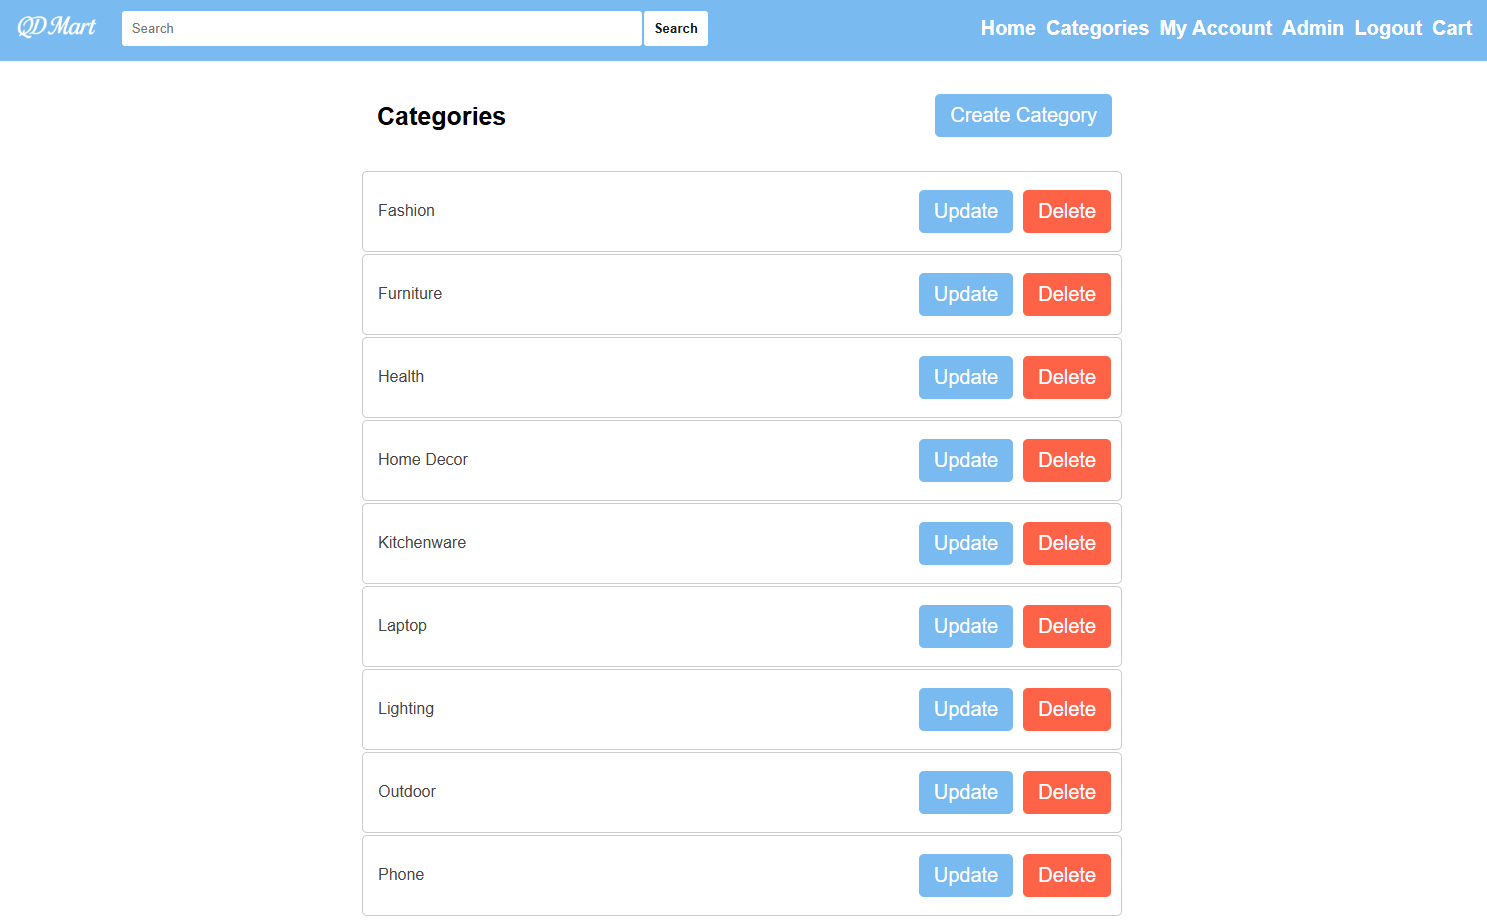 QD Mart Search Search Home Categories My Account Admin Logout Cart
Categories Create Category
Fashion Update Delete
Furniture Update Delete
Health Update Delete
Home Decor Update Delete
Kitchenware Update Delete
Laptop Update Delete
Lighting Update Delete
Outdoor Update Delete
Phone Update Delete